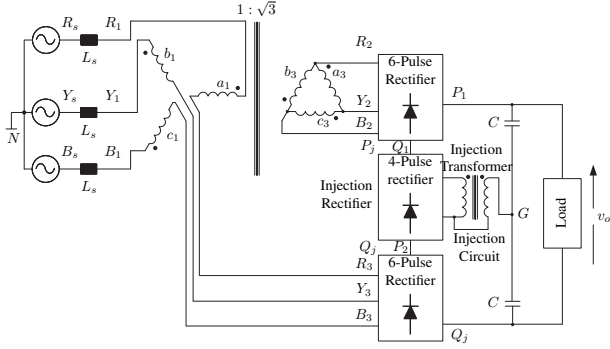 1 : √3
R_s
R_1
L_s
b_1
Y_s
Y_1
L_s
a_1
N
c_1
B_s
B_1
L_s
b_3
a_3
c_3
R_2
Y_2
B_2
6-Pulse
Rectifier
P_1
P_j
Q_1
C
Injection
Rectifier
4-Pulse
rectifier
Injection
Transformer
G
Load
v_o
Injection
Circuit
Q_j
P_2
R_3
Y_3
B_3
6-Pulse
Rectifier
C
Q_j